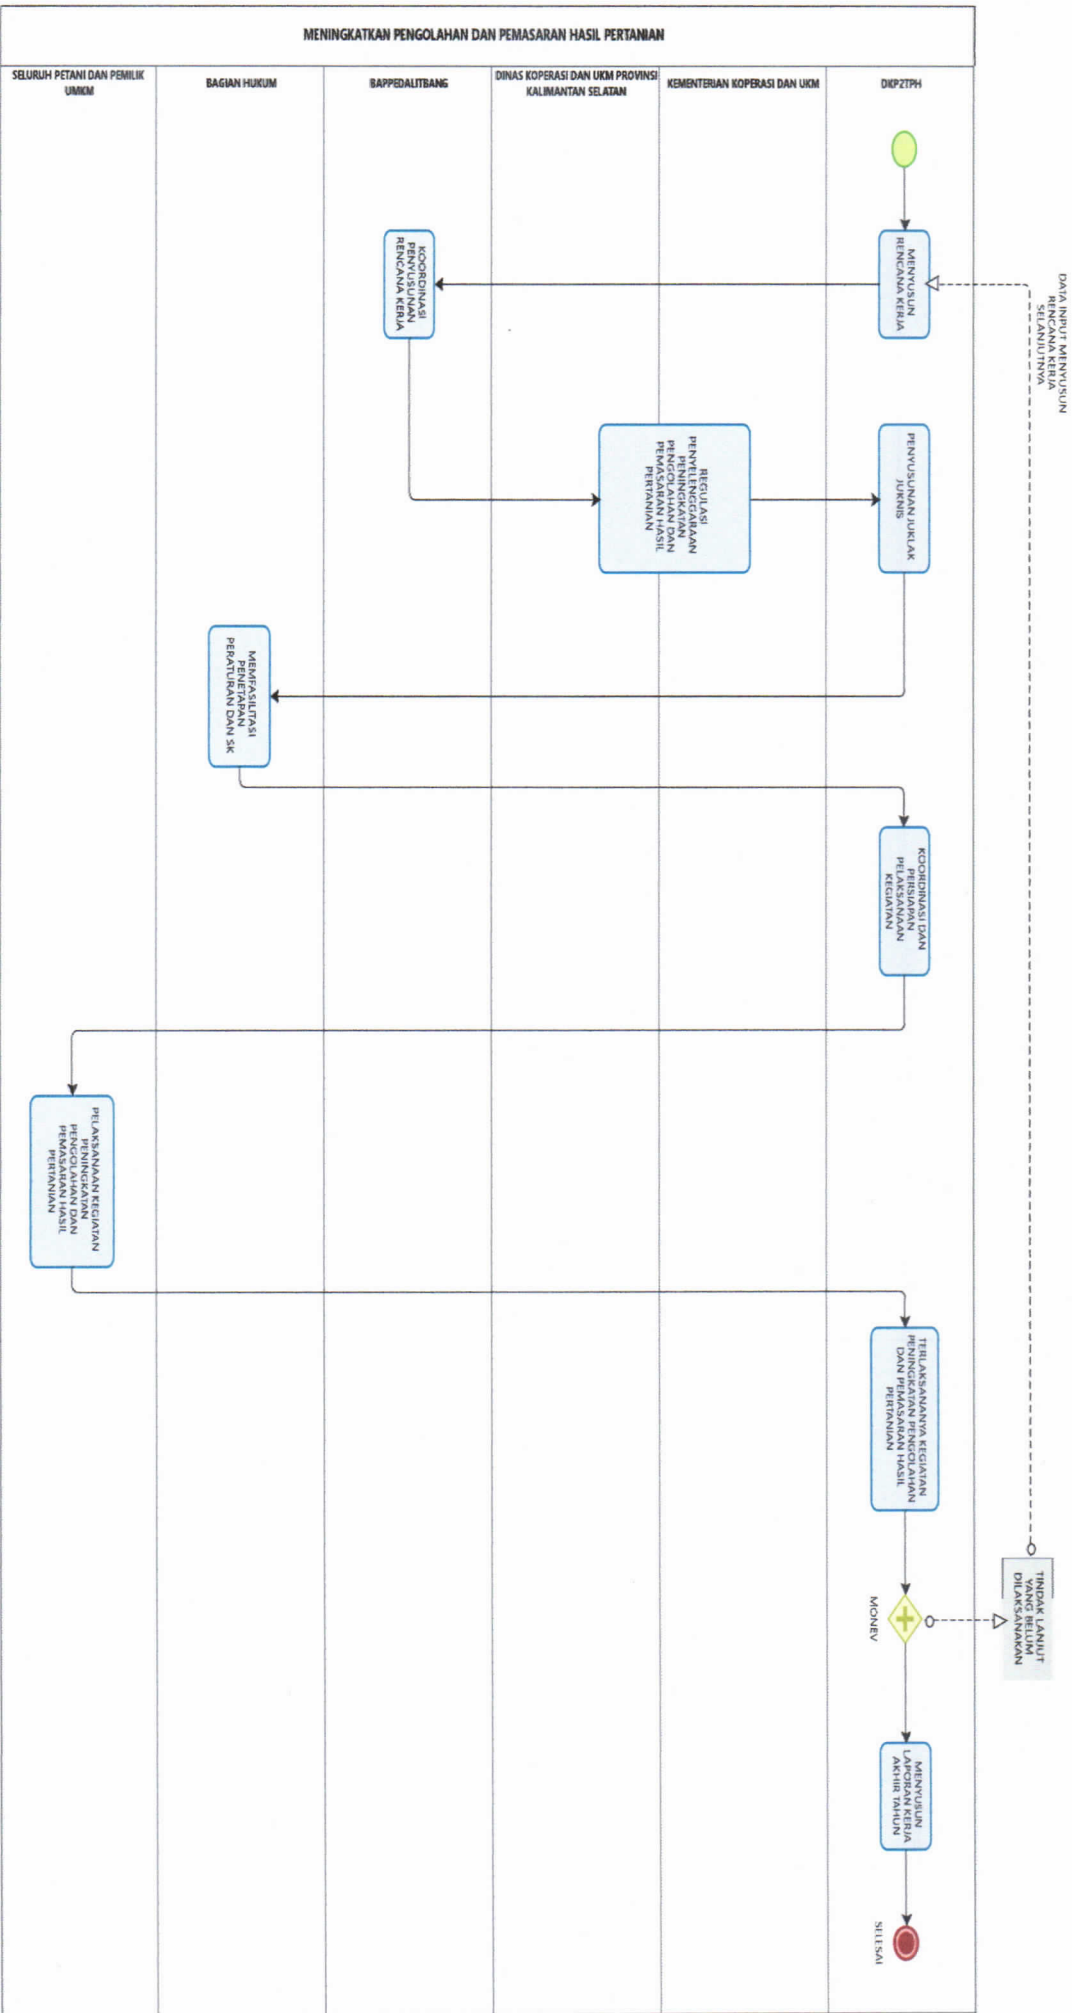 MENINGKATKAN PENGOLAHAN DAN PEMASARAN HASIL PERTANIAN
SELURUH PETANI DAN PEMILIK
UMKM
BAGIAN HUKUM
BAPPEDALITBANG
DINAS KOPERASI DAN UKM PROVINSI
KALIMANTAN SELATAN
KEMENTERIAN KOPERASI DAN UKM
DKP2TPH
DATA INPUT MENYUSUN
RENCANA KERJA
SELANJUTNYA
MENYUSUN
RENCANA KERJA
KOORDINASI
PENYUSUNAN
RENCANA KERJA
REGULASI
PENYELENGGARAAN
PENINGKATAN
PENGOLAHAN DAN
PEMASARAN HASIL
PERTANIAN
PENYUSUNAN JUKLAK
JUKNIS
MEMFASILITASI
PENETAPAN
PERATURAN DAN SK
KOORDINASI DAN
PERSIAPAN
PELAKSANAAN
KEGIATAN
PELAKSANAAN KEGIATAN
PENINGKATAN
PENGOLAHAN DAN
PEMASARAN HASIL
PERTANIAN
TERLAKSANANYA KEGIATAN
PENINGKATAN PENGOLAHAN
DAN PEMASARAN HASIL
PERTANIAN
MONEV
TINDAK LANJUT
YANG BELUM
DILAKSANAKAN
MENYUSUN
LAPORAN KERJA
AKHIR TAHUN
SELESAI